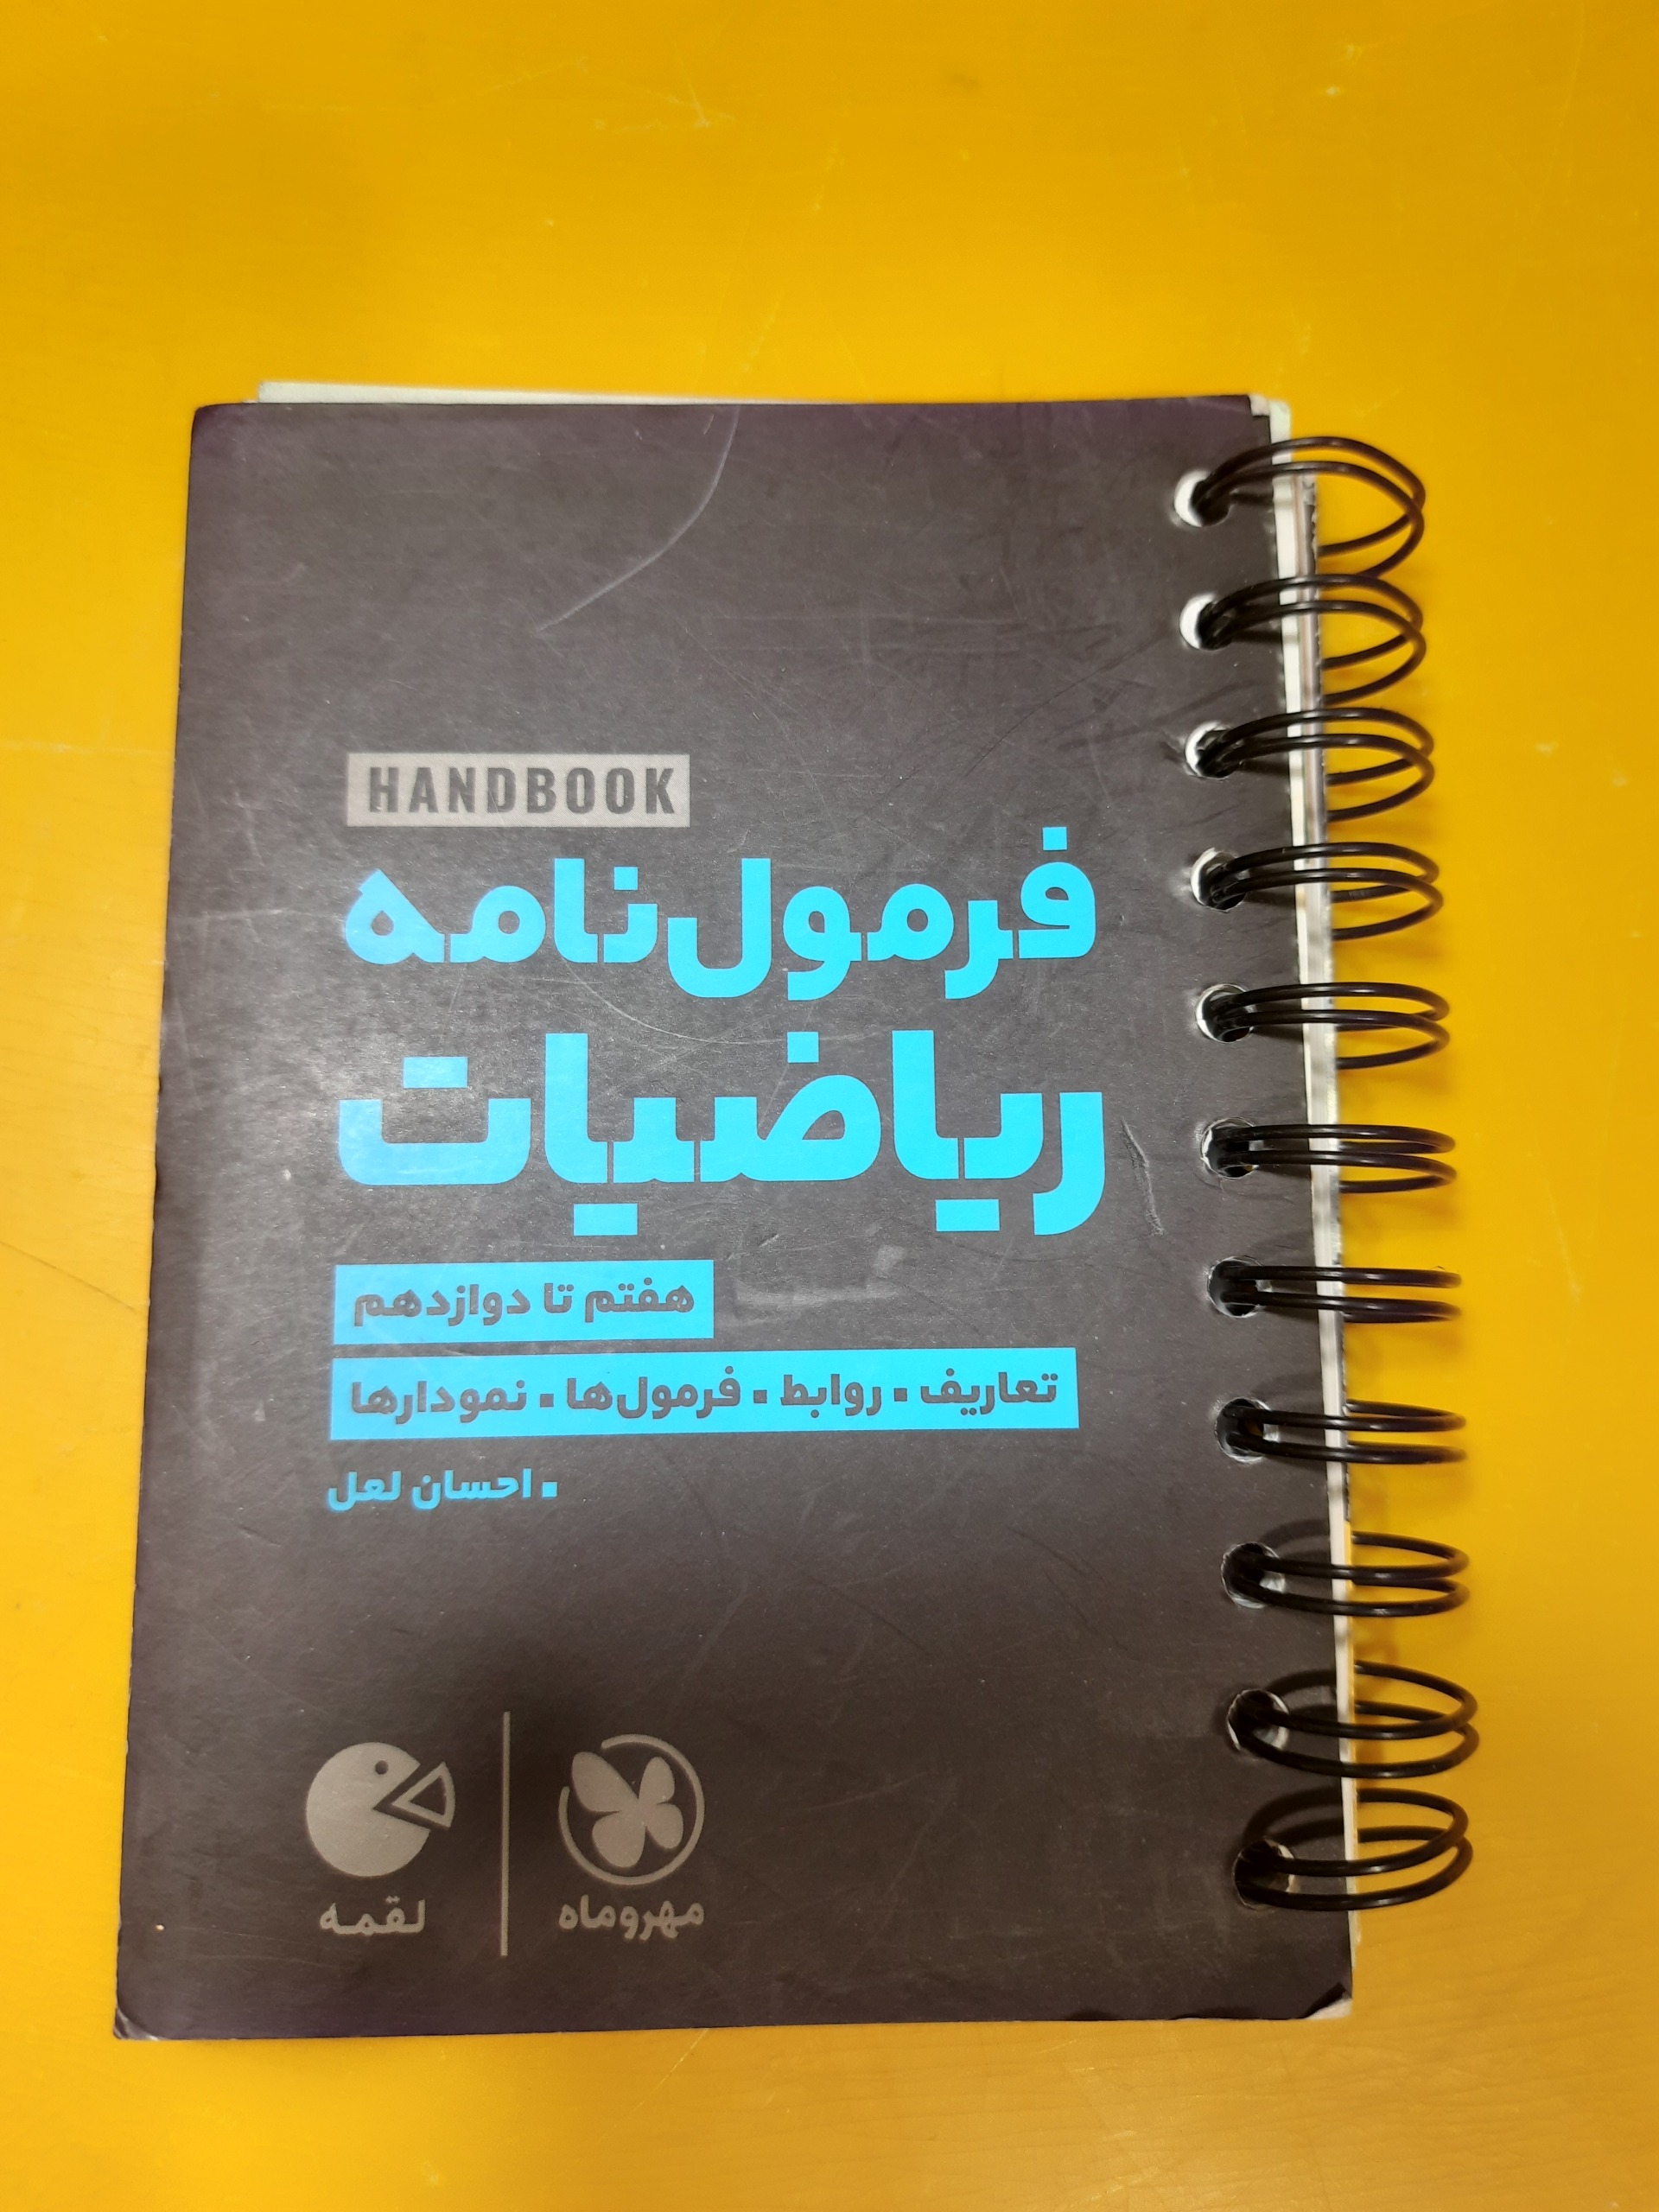 HANDBOOK
فرمول‌نامه
ریاضیات
هفتم تا دوازدهم
تعاریف ▪ روابط ▪ فرمول‌ها ▪ نمودارها
▪ احسان لعل
مهروماه
لقمه